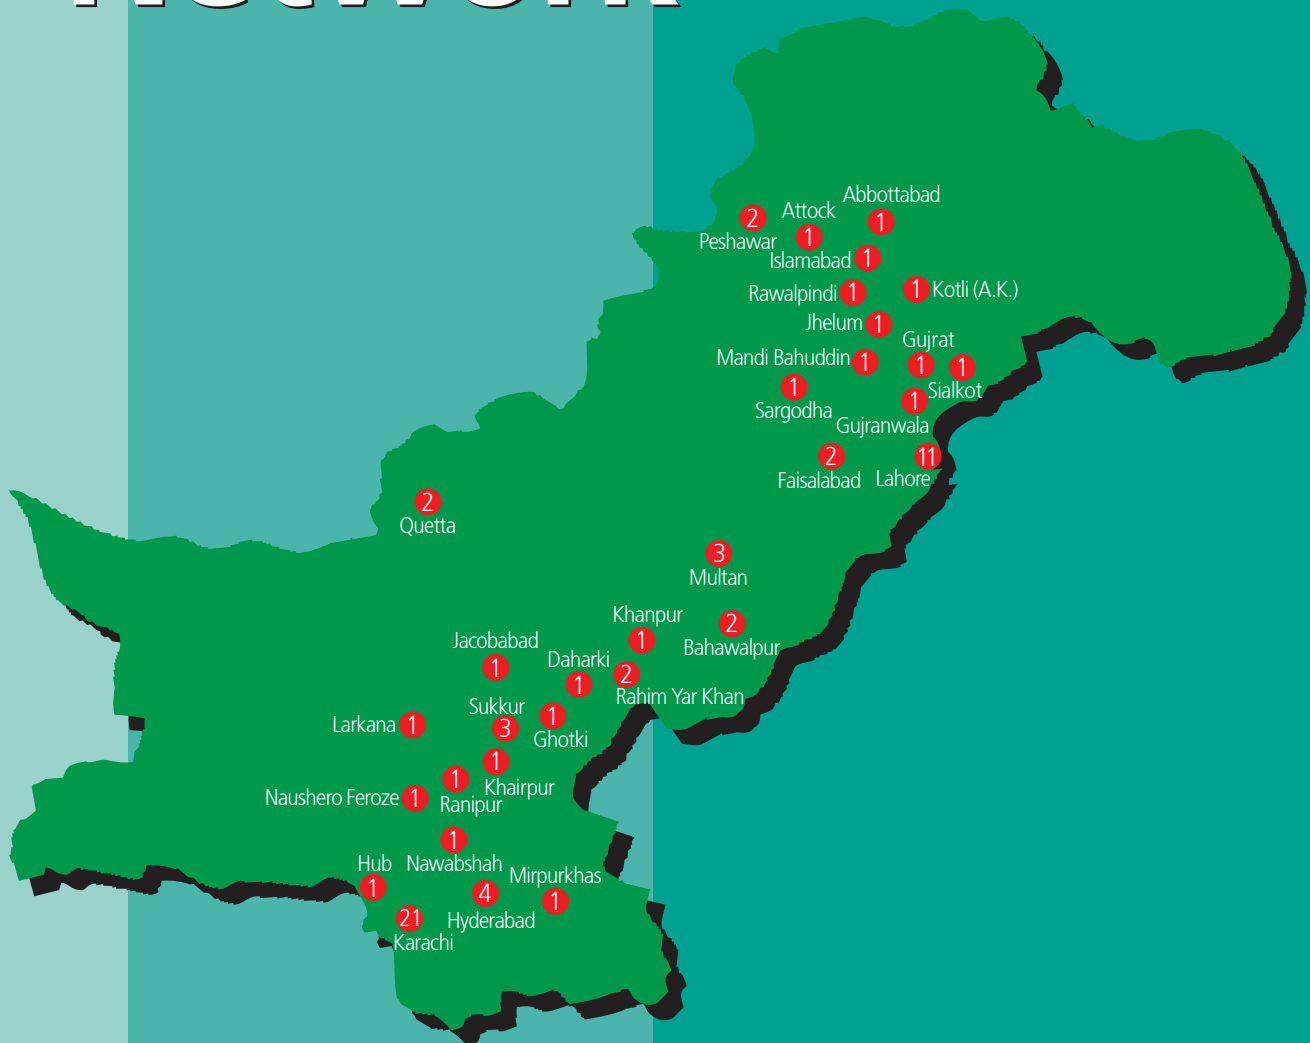 Abbottabad
1
Attock
1
2
Peshawar
Islamabad 1
Rawalpindi 1
1 Kotli (A.K.)
Jhelum 1
Gujrat
1
Mandi Bahuddin 1
1
Sialkot
1
Sargodha
1
Gujranwala
2
Faisalabad
11
Lahore
2
Quetta
3
Multan
Khanpur
1
2
Bahawalpur
Jacobabad
1
Daharki
1
2
Rahim Yar Khan
Sukkur
3
1
Ghotki
Larkana 1
1
Khairpur
1
Ranipur
Naushero Feroze 1
1
Nawabshah
Hub
1
Mirpurkhas
1
4
Hyderabad
21
Karachi